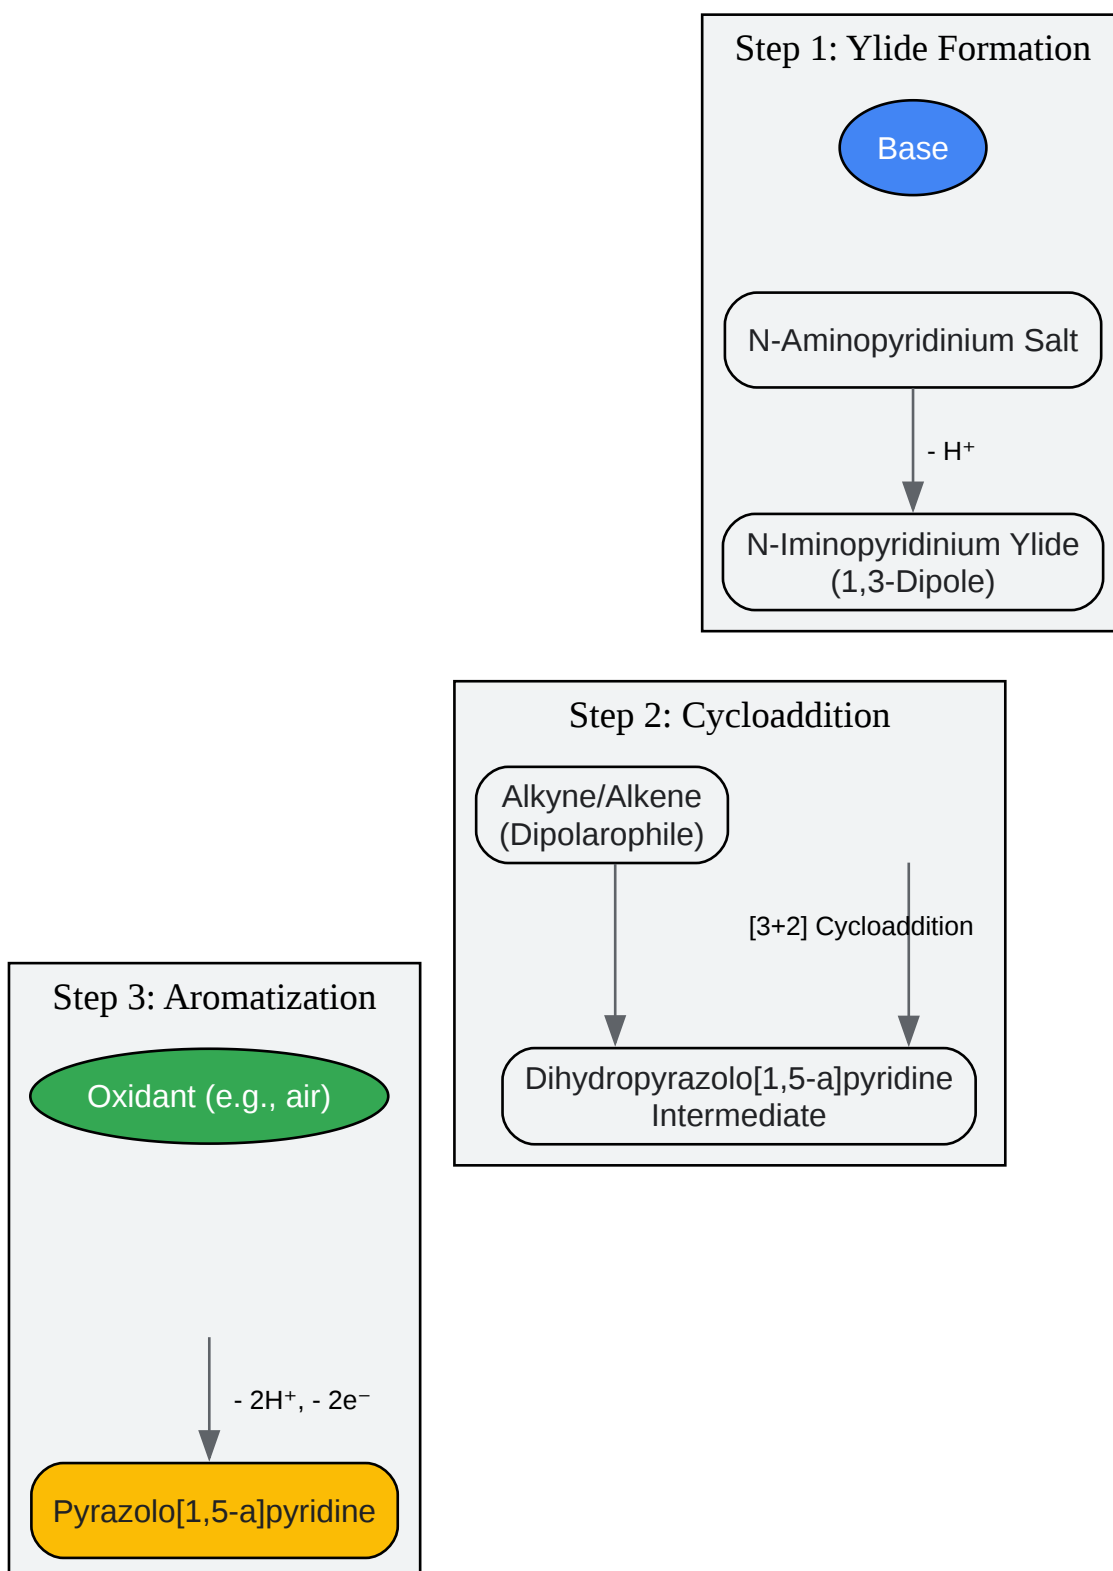 Step 1: Ylide Formation
Base
N-Aminopyridinium Salt
- H⁺
N-Iminopyridinium Ylide
(1,3-Dipole)
Step 2: Cycloaddition
Alkyne/Alkene
(Dipolarophile)
[3+2] Cycloaddition
Dihydropyrazolo[1,5-a]pyridine
Intermediate
Step 3: Aromatization
Oxidant (e.g., air)
- 2H⁺, - 2e⁻
Pyrazolo[1,5-a]pyridine